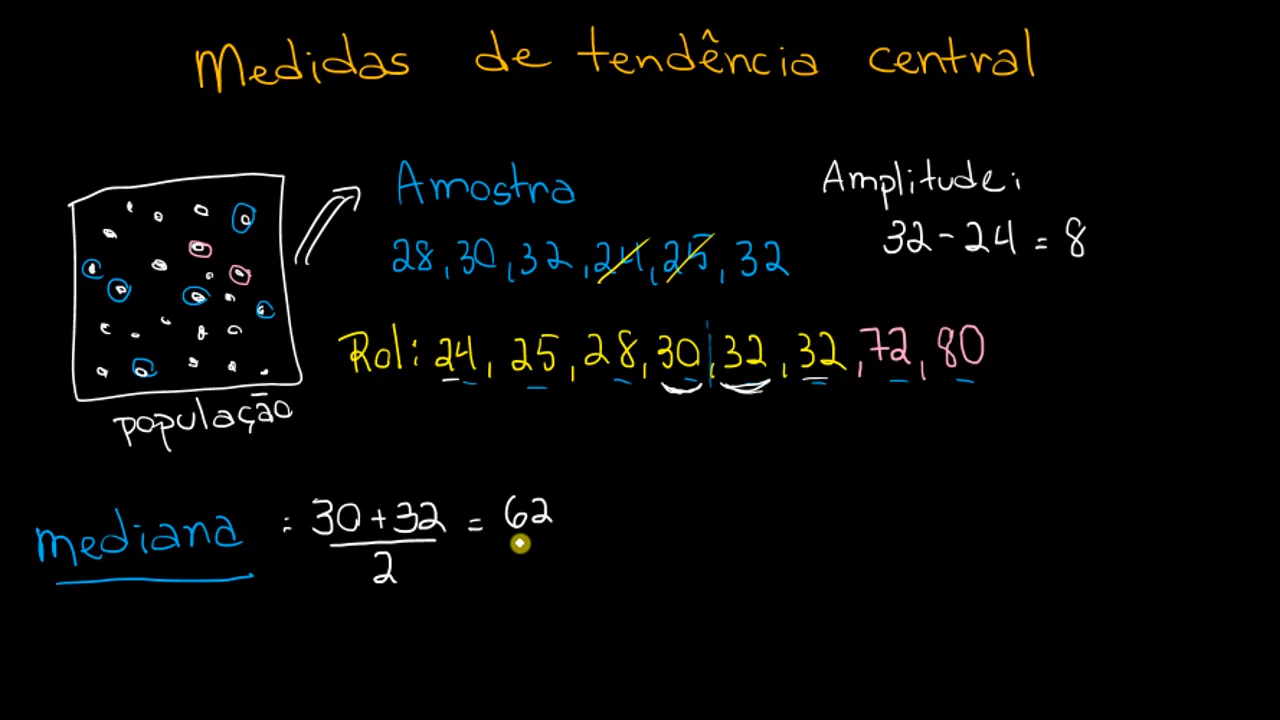 Medidas de tendência central
Amostra
28, 30, 32, 24, 25, 32
Amplitude:
32 - 24 = 8
Rol: 24, 25, 28, 30, 32, 32, 72, 80
população
mediana = 30 + 32 = 62
2